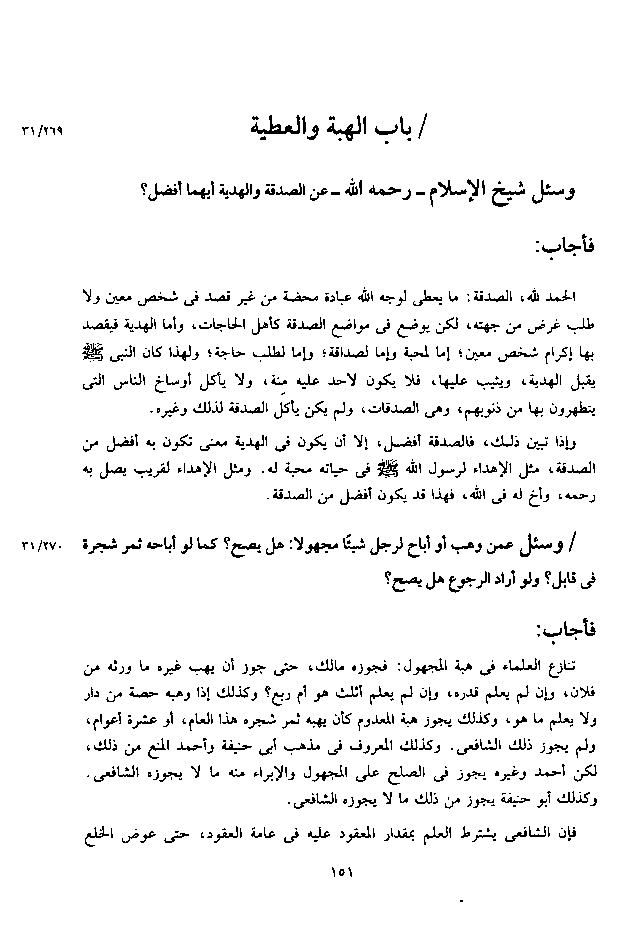 / باب الهبة والعطية ٣١/٢٦٩
وسئل شيخ الإسلام ـ رحمه الله ـ عن الصدقة والهدية أيهما أفضل؟
فأجاب:
الحمد لله، الصدقة: ما يعطى لوجه الله عبادة محضة من غير قصد فى شخص معين ولا
طلب غرض من جهته، لكن يوضع فى مواضع الصدقة كأهل الحاجات، وأما الهدية فيقصد
بها إكرام شخص معين؛ إما لمحبة وإما لصداقة؛ وإما لطلب حاجة؛ ولهذا كان النبى ﷺ
يقبل الهدية، ويثيب عليها، فلا يكون لأحد عليه مِنة، ولا يأكل أوساخ الناس التى
يتطهرون بها من ذنوبهم، وهى الصدقات، ولم يكن يأكل الصدقة لذلك وغيره.
وإذا تبين ذلك، فالصدقة أفضل، إلا أن يكون فى الهدية معنى تكون به أفضل من
الصدقة، مثل الإهداء لرسول الله ﷺ فى حياته محبة له. ومثل الإهداء لقريب يصل به
رحمه، وأخ له فى الله، فهذا قد يكون أفضل من الصدقة.
/ وسئل عمن وهب أو أباح لرجل شيئًا مجهولا: هل يصح؟ كما لو أباحه ثمر شجرة ٣١/٢٧٠
فى قابل؟ ولو أراد الرجوع هل يصح؟
فأجاب:
تنازع العلماء فى هبة المجهول: فجوزه مالك، حتى جوز أن يهب غيره ما ورثه من
فلان، وإن لم يعلم قدره، وإن لم يعلم أثلث هو أم ربع؟ وكذلك إذا وهبه حصة من دار
ولا يعلم ما هو، وكذلك يجوز هبة المعدوم كأن يهبه ثمر شجره هذا العام، أو عشرة أعوام،
ولم يجوز ذلك الشافعى. وكذلك المعروف فى مذهب أبى حنيفة وأحمد المنع من ذلك،
لكن أحمد وغيره يجوز فى الصلح على المجهول والإبراء منه ما لا يجوزه الشافعى.
وكذلك أبو حنيفة يجوز من ذلك ما لا يجوزه الشافعى.
فإن الشافعى يشترط العلم بمقدار المعقود عليه فى عامة العقود، حتى عوض الخلع
١٥١